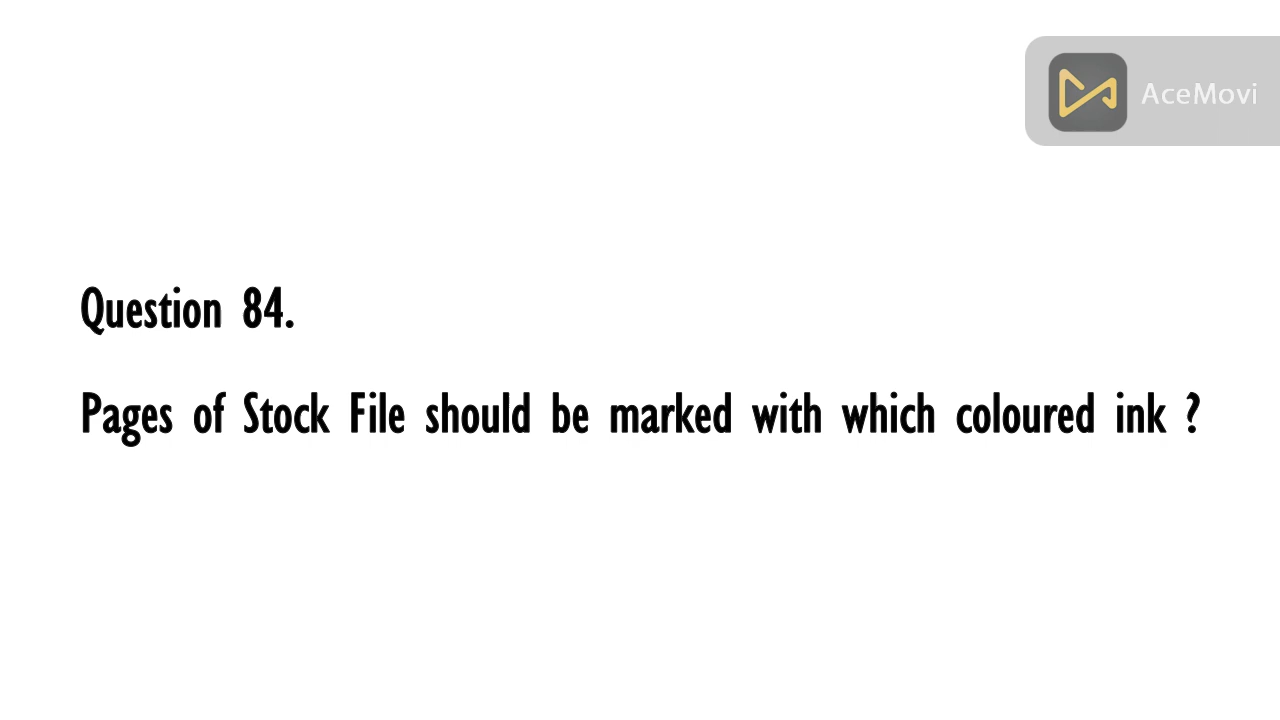 AceMovi
Question 84.
Pages of Stock File should be marked with which coloured ink ?